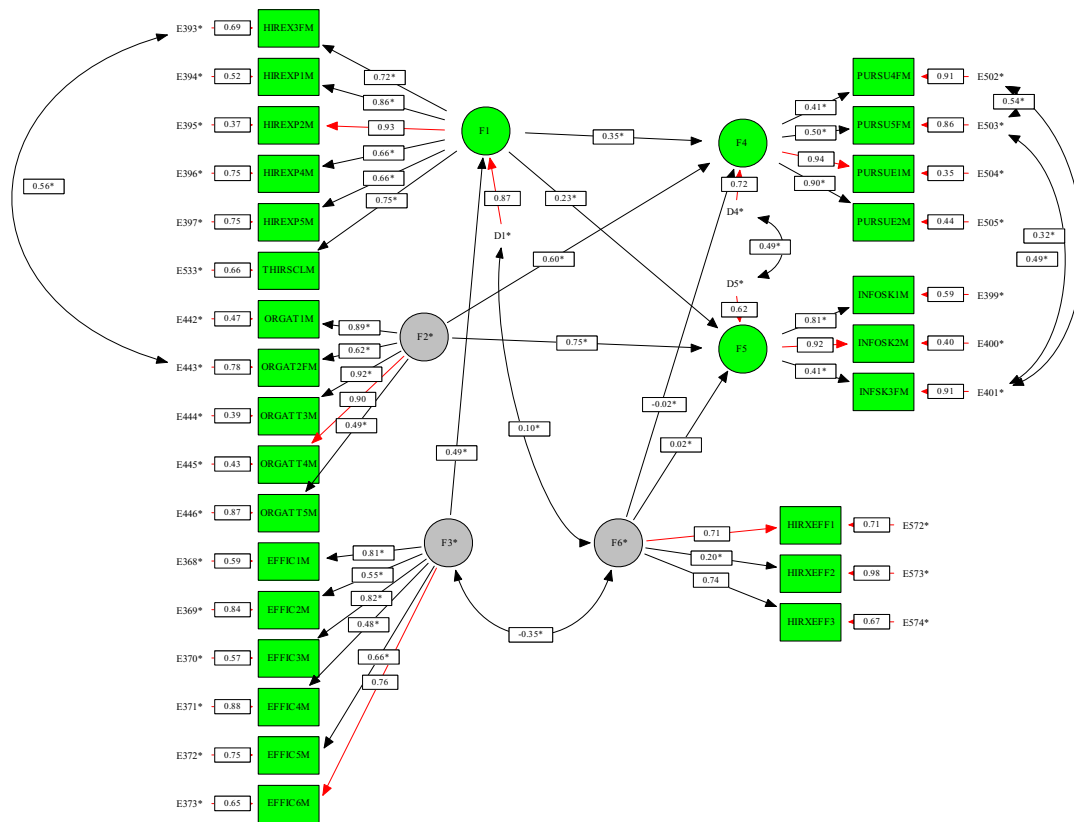 E393* 0.69 HIREX3FM
E394* 0.52 HIREXP1M
E395* 0.37 HIREXP2M
E396* 0.75 HIREXP4M
E397* 0.75 HIREXP5M
E533* 0.66 THIRSCLM
E442* 0.47 ORGAT1M
E443* 0.78 ORGAT2FM
E444* 0.39 ORGATT3M
E445* 0.43 ORGATT4M
E446* 0.87 ORGATT5M
E368* 0.59 EFFIC1M
E369* 0.84 EFFIC2M
E370* 0.57 EFFIC3M
E371* 0.88 EFFIC4M
E372* 0.75 EFFIC5M
E373* 0.65 EFFIC6M
0.56*
0.72*
0.86*
0.93
0.66*
0.66*
0.75*
F1
0.87
D1*
0.89*
0.62*
0.92*
0.90
0.49*
F2*
0.81*
0.55*
0.82*
0.48*
0.66*
0.76
F3*
0.49*
0.35*
0.23*
0.60*
0.75*
0.10*
-0.02*
0.02*
-0.35*
F4
0.72
D4*
0.49*
D5*
0.62
F5
F6*
0.41*
0.50*
0.94
0.90*
0.81*
0.92
0.41*
0.71
0.20*
0.74
PURSU4FM 0.91 E502*
PURSU5FM 0.86 E503*
PURSUE1M 0.35 E504*
PURSUE2M 0.44 E505*
INFOSK1M 0.59 E399*
INFOSK2M 0.40 E400*
INFSK3FM 0.91 E401*
HIRXEFF1 0.71 E572*
HIRXEFF2 0.98 E573*
HIRXEFF3 0.67 E574*
0.54*
0.32*
0.49*